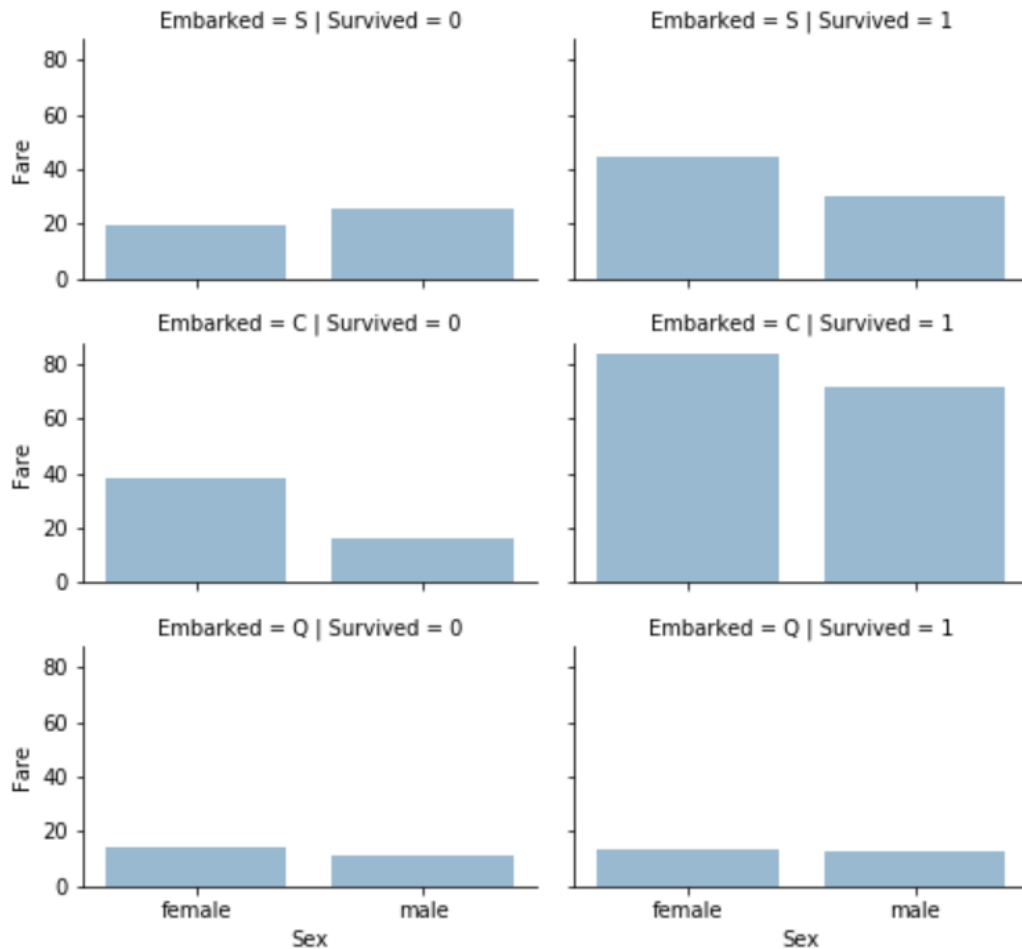 Embarked = S | Survived = 0
Embarked = S | Survived = 1
80
60
40
20
0
Fare
Embarked = C | Survived = 0
Embarked = C | Survived = 1
80
60
40
20
0
Fare
Embarked = Q | Survived = 0
Embarked = Q | Survived = 1
80
60
40
20
0
Fare
female
male
Sex
female
male
Sex